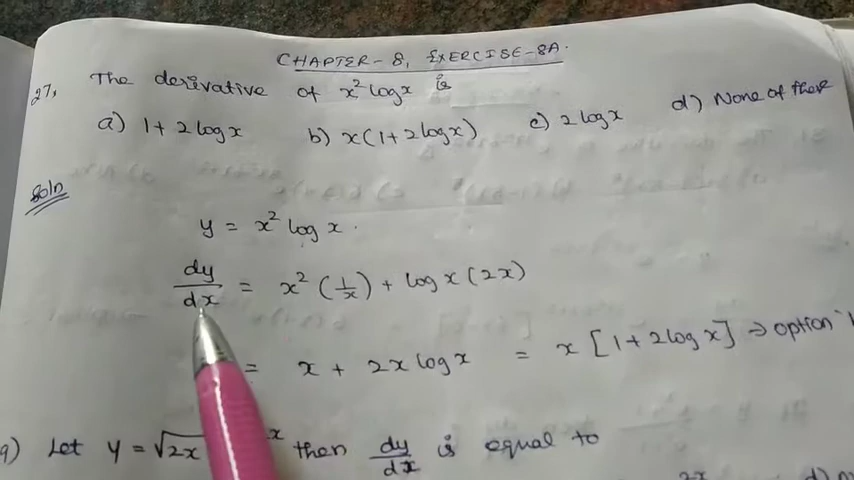 CHAPTER-8, EXERCISE-8A.
27, The derivative of x² log x is
a) 1+2 log x b) x(1+2 log x) c) 2 log x d) None of these
Soln
y = x² log x.
dy/dx = x² (1/x) + log x (2x)
= x + 2x log x = x [1+2 log x] ⇒ option
9) Let y = √2x x then dy/dx is equal to
2x d)